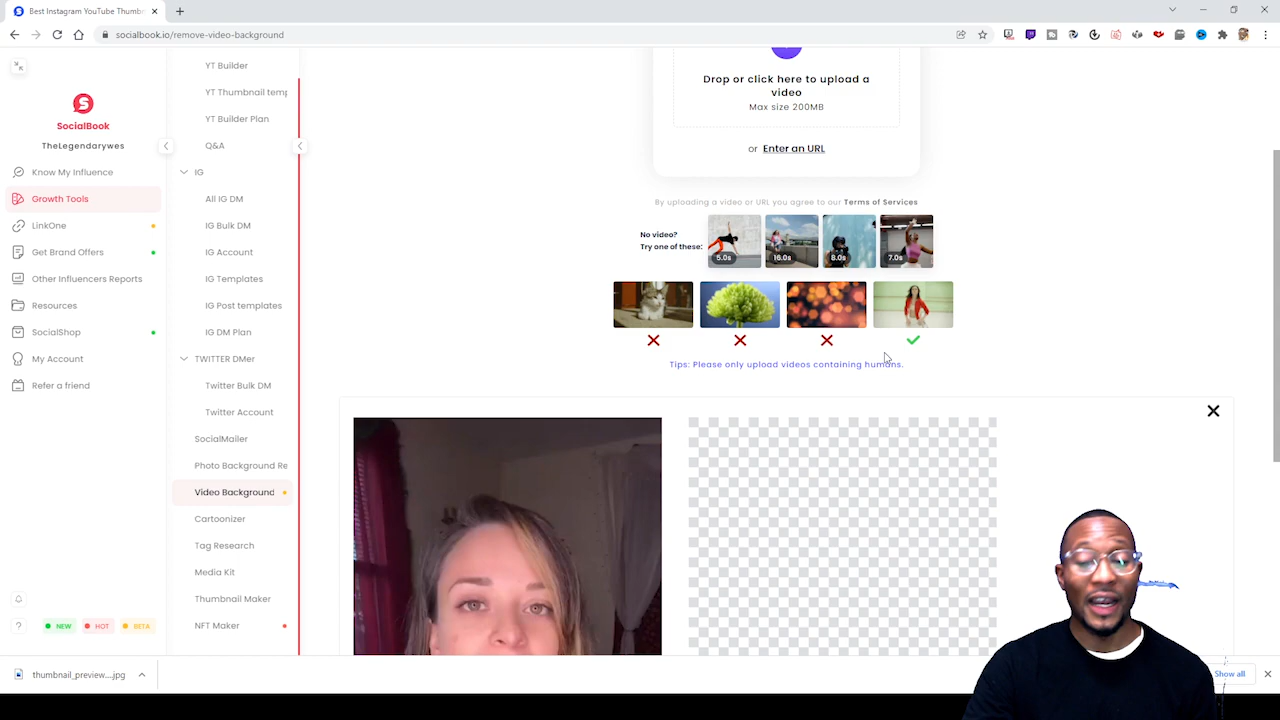 Best Instagram YouTube Thumb
socialbook.io/remove-video-background
SocialBook
TheLegendarywes
Know My Influence
Growth Tools
LinkOne
Get Brand Offers
Other Influencers Reports
Resources
SocialShop
My Account
Refer a friend
?
NEW
HOT
BETA
YT Builder
YT Thumbnail temp
YT Builder Plan
Q&A
IG
All IG DM
IG Bulk DM
IG Account
IG Templates
IG Post templates
IG DM Plan
TWITTER DMer
Twitter Bulk DM
Twitter Account
SocialMailer
Photo Background Re
Video Background
Cartoonizer
Tag Research
Media Kit
Thumbnail Maker
NFT Maker
Drop or click here to upload a
video
Max size 200MB
or Enter an URL
By uploading a video or URL you agree to our Terms of Services
No video?
Try one of these:
5.0s
16.0s
8.0s
7.0s
Tips: Please only upload videos containing humans.
thumbnail_preview....jpg
Show all